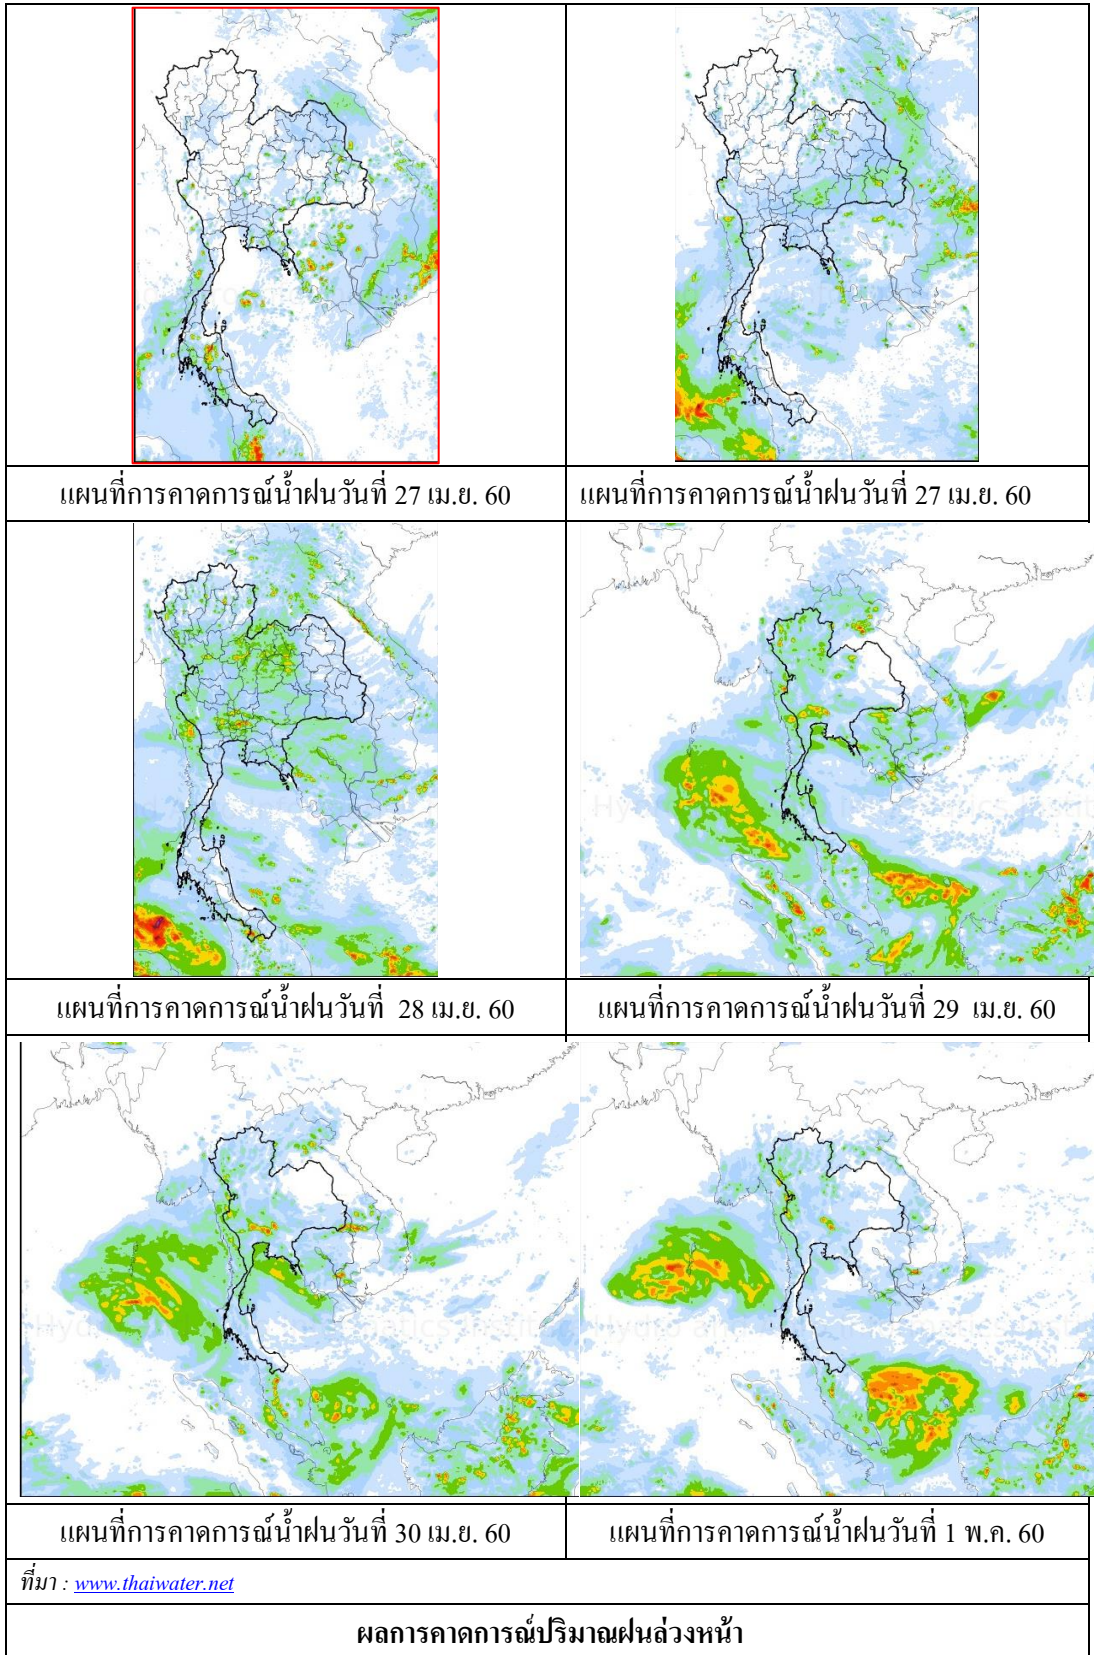 แผนที่การคาดการณ์น้ำฝนวันที่ 27 เม.ย. 60
แผนที่การคาดการณ์น้ำฝนวันที่ 27 เม.ย. 60
แผนที่การคาดการณ์น้ำฝนวันที่ 28 เม.ย. 60
แผนที่การคาดการณ์น้ำฝนวันที่ 29 เม.ย. 60
แผนที่การคาดการณ์น้ำฝนวันที่ 30 เม.ย. 60
แผนที่การคาดการณ์น้ำฝนวันที่ 1 พ.ค. 60
ที่มา : www.thaiwater.net
ผลการคาดการณ์ปริมาณฝนล่วงหน้า